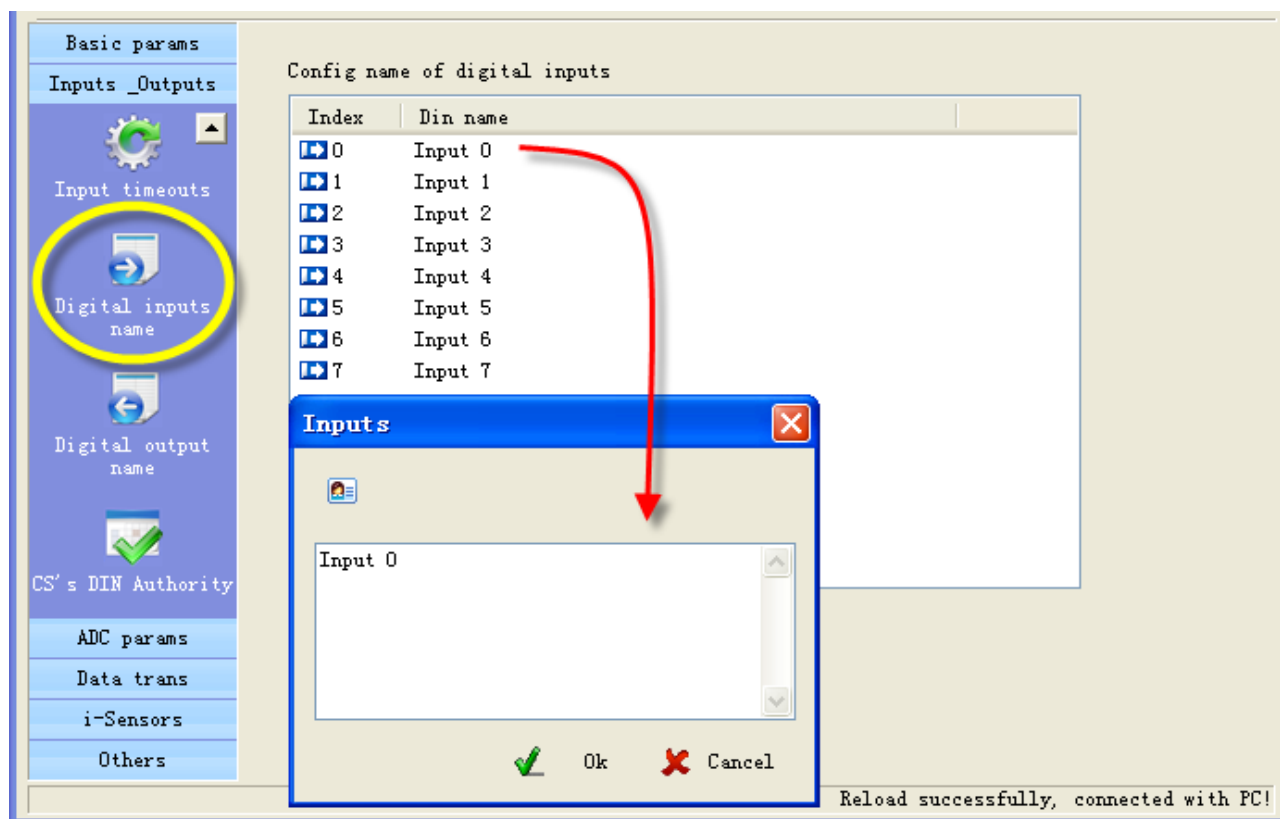 Basic params
Inputs _Outputs
Input timeouts
Digital inputs
name
Digital output
name
CS's DIN Authority
ADC params
Data trans
i-Sensors
Others
Config name of digital inputs
Index Din name
0 Input 0
1 Input 1
2 Input 2
3 Input 3
4 Input 4
5 Input 5
6 Input 6
7 Input 7
Inputs
Input 0
Ok Cancel
Reload successfully, connected with PC!